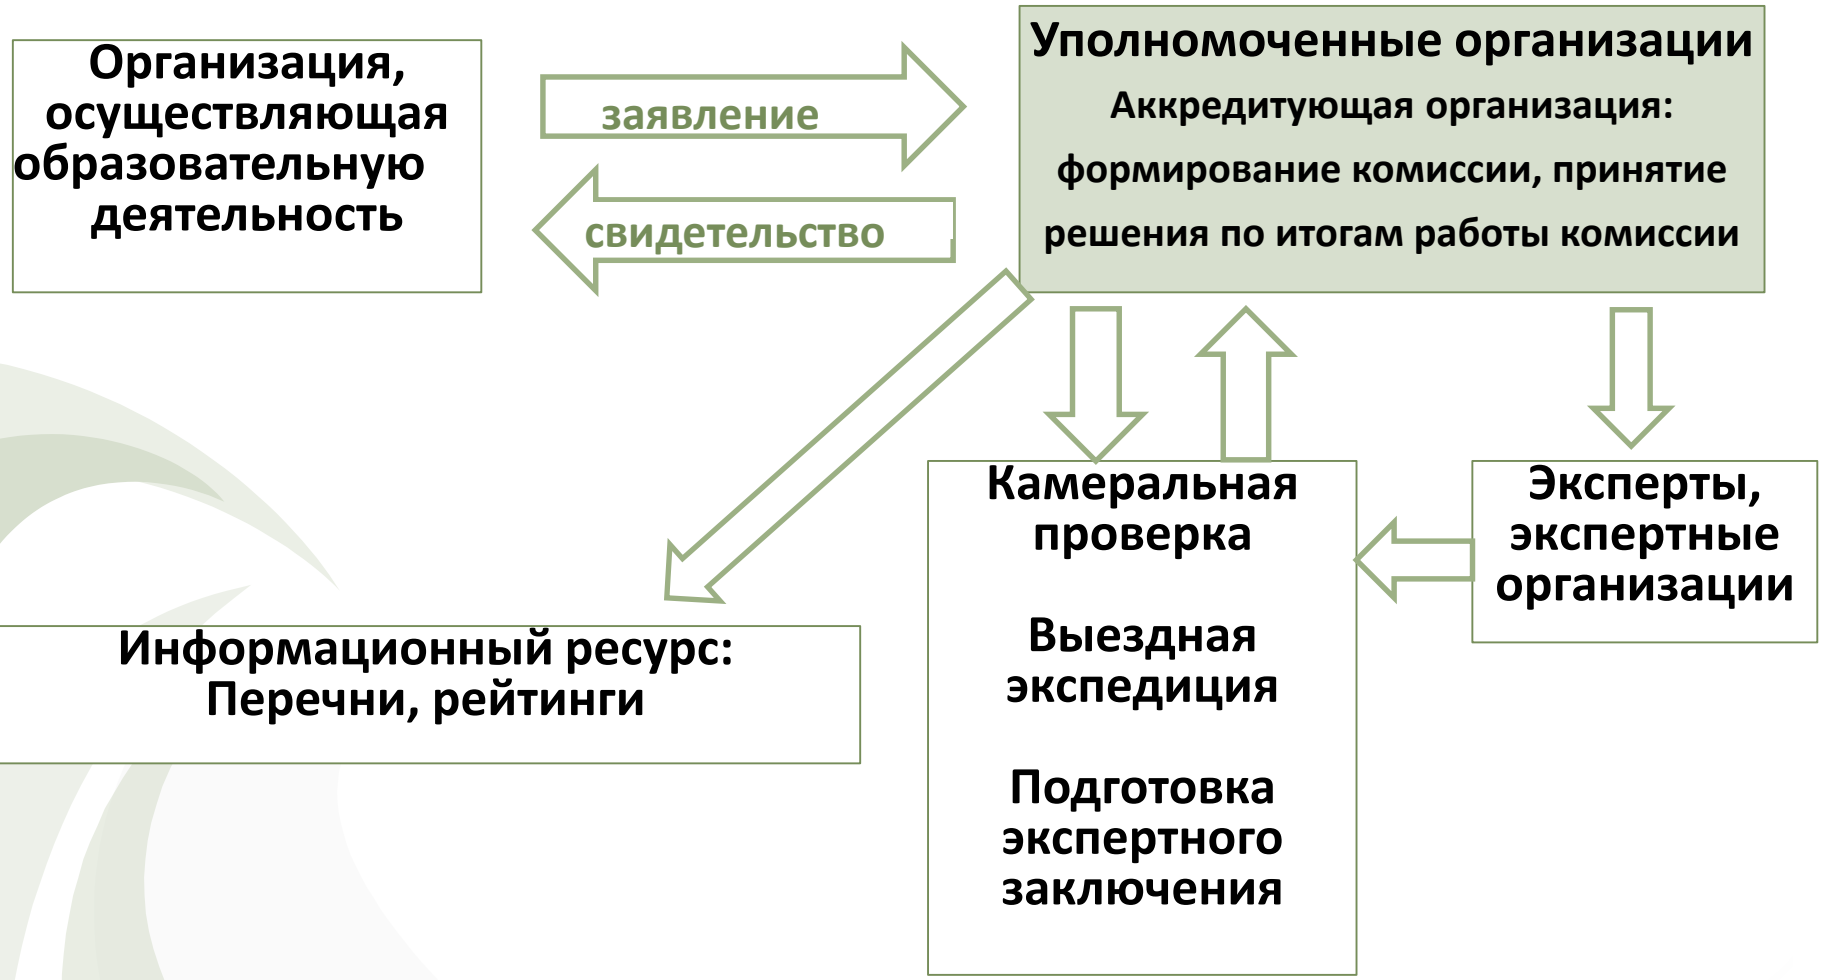 Организация,
осуществляющая
образовательную
деятельность
заявление
свидетельство
Уполномоченные организации
Аккредитующая организация:
формирование комиссии, принятие
решения по итогам работы комиссии
Камеральная
проверка
Выездная
экспедиция
Подготовка
экспертного
заключения
Эксперты,
экспертные
организации
Информационный ресурс:
Перечни, рейтинги